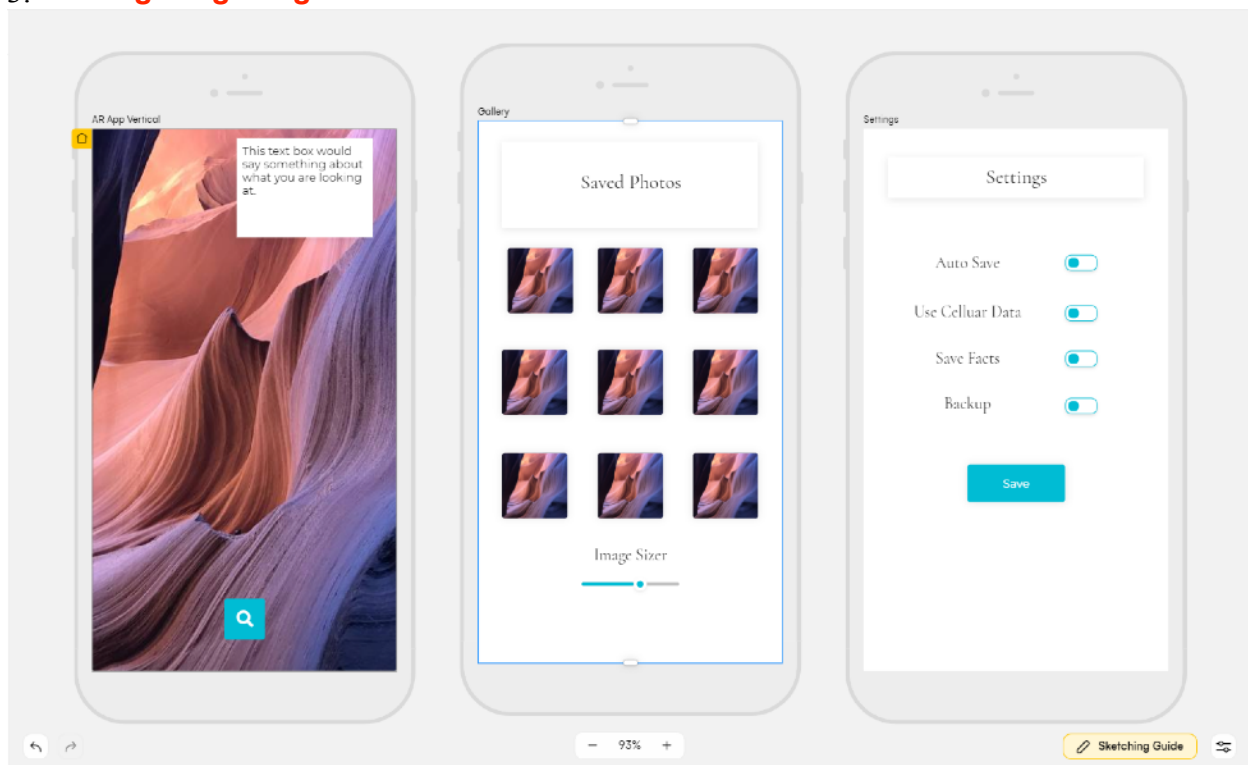 AR App Vertical
This text box would
say something about
what you are looking
at.
Gallery
Saved Photos
Image Sizer
Settings
Settings
Auto Save
Use Celluar Data
Save Facts
Backup
Save
93%
Sketching Guide